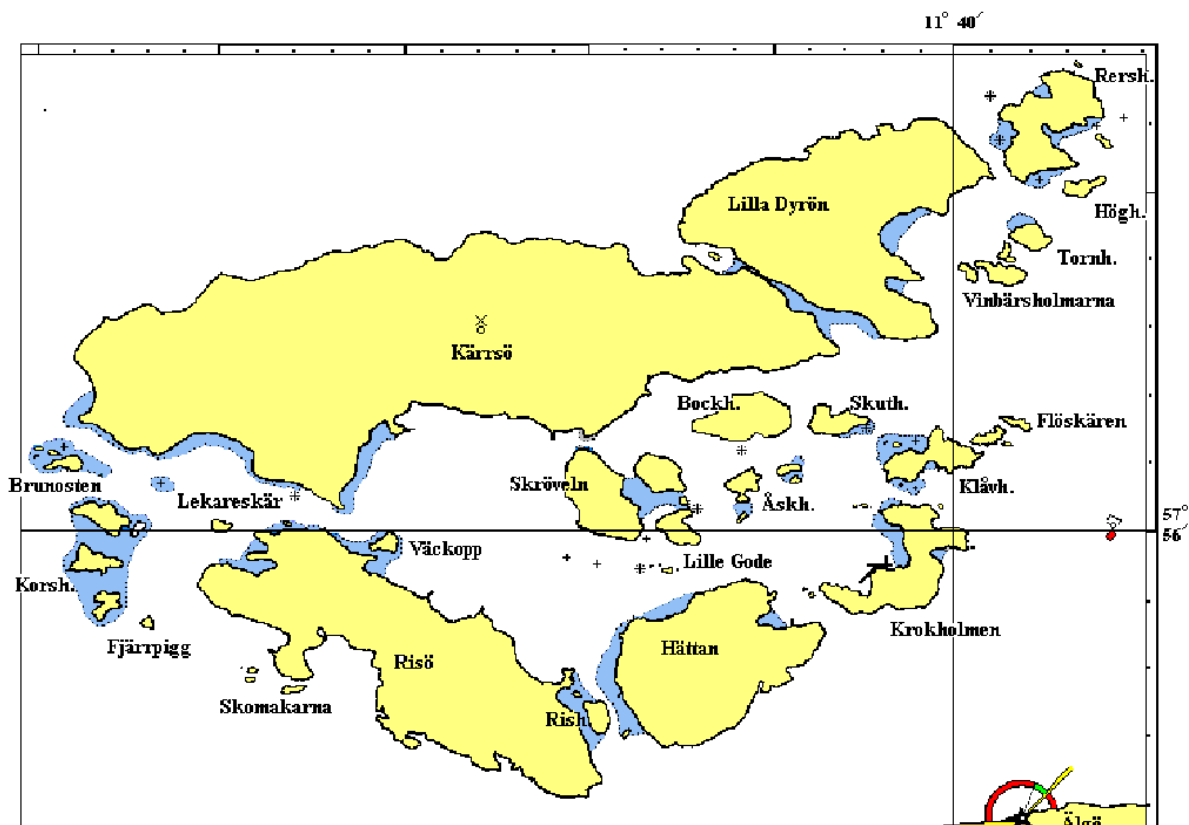 11° 40´
Rersh.
Lilla Dyrön
Högh.
Tornh.
Vinbärsholmarna
Kärrsö
Bockh.
Skuth.
Flöskären
Brunosten
Lekareskär
Skröveln
Åskh.
Klåvh.
57°
56´
Väckopp
Lille Gode
Korsh.
Krokholmen
Fjärrpigg
Risö
Hättan
Skomakarna
Rish.
Älgö